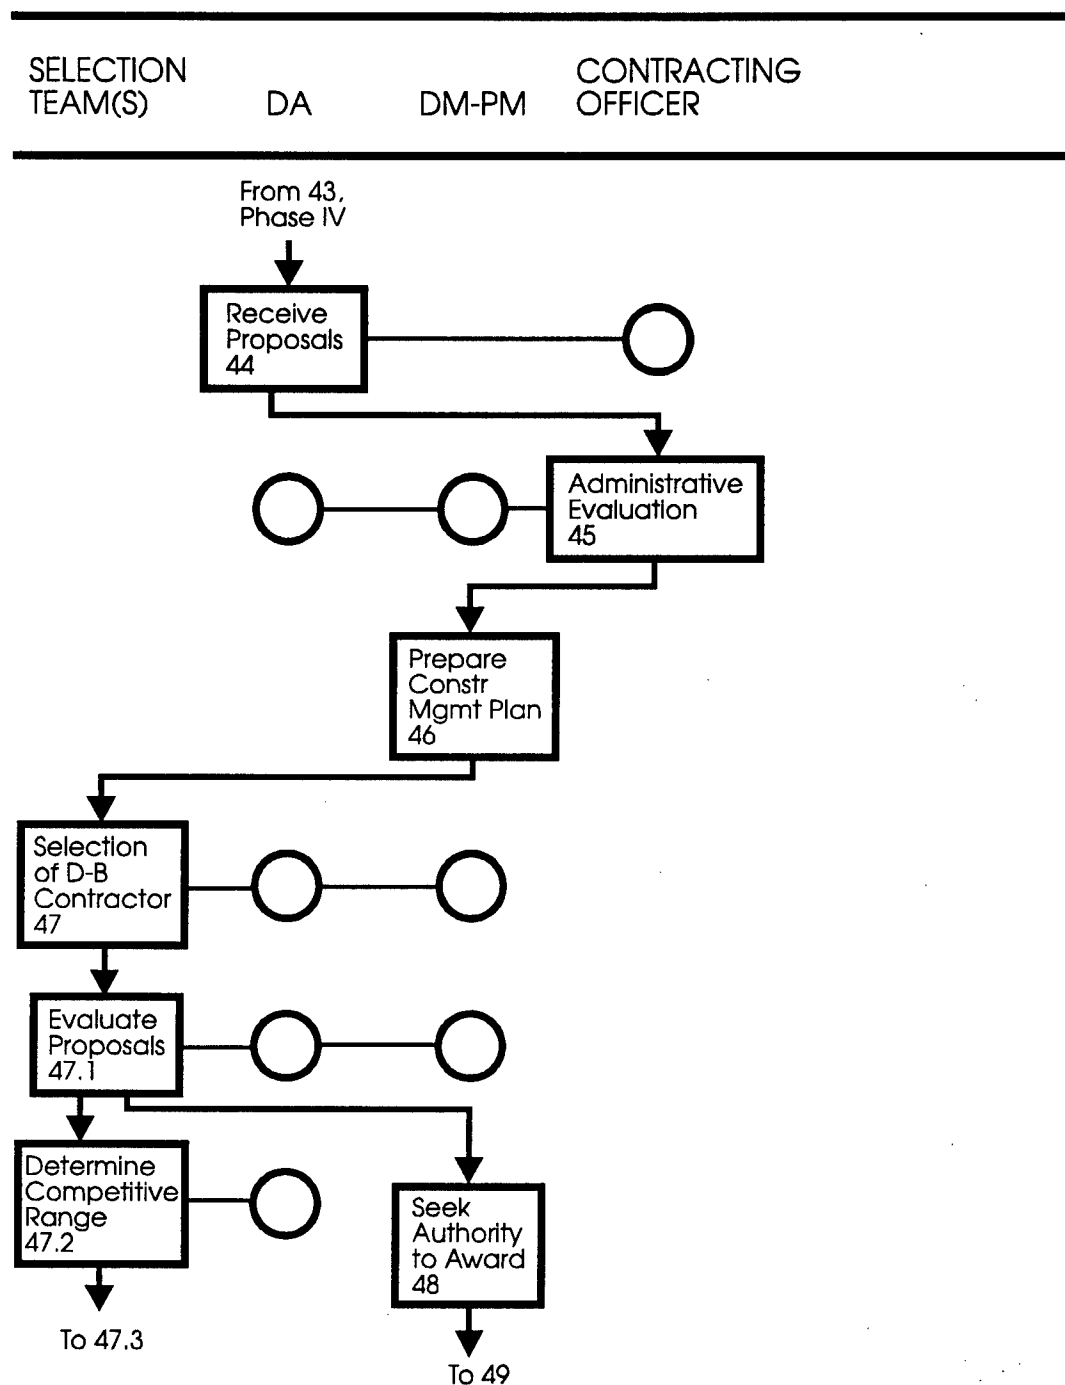 SELECTION
TEAM(S)
DA
DM-PM
CONTRACTING
OFFICER
From 43,
Phase IV
Receive
Proposals
44
Administrative
Evaluation
45
Prepare
Constr
Mgmt Plan
46
Selection
of D-B
Contractor
47
Evaluate
Proposals
47.1
Determine
Competitive
Range
47.2
Seek
Authority
to Award
48
To 47.3
To 49